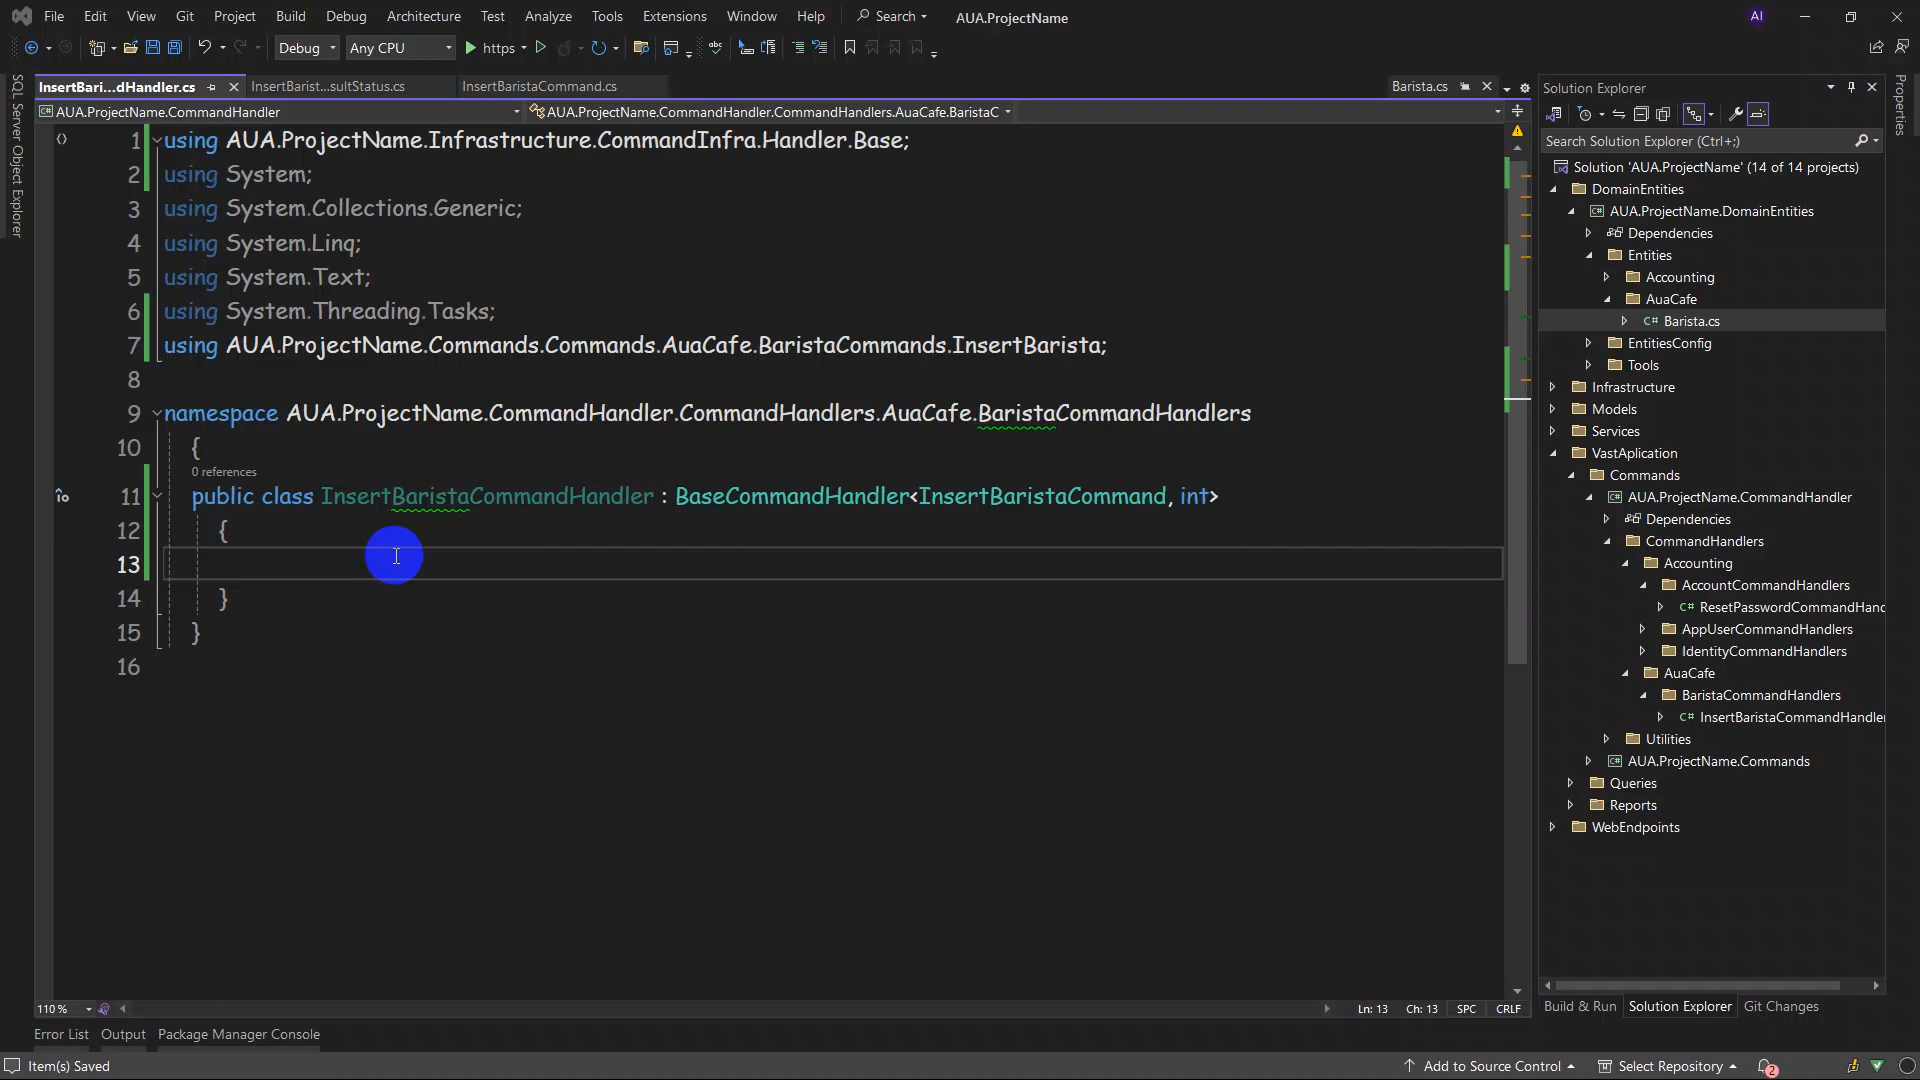 File Edit View Git Project Build Debug Architecture Test Analyze Tools Extensions Window Help Search AUA.ProjectName AI
Debug Any CPU https abc
SQL Server Object Explorer
InsertBari...dHandler.cs InsertBarist...sultStatus.cs InsertBaristaCommand.cs Barista.cs
AUA.ProjectName.CommandHandler AUA.ProjectName.CommandHandler.CommandHandlers.AuaCafe.BaristaC
1 using AUA.ProjectName.Infrastructure.CommandInfra.Handler.Base;
2 using System;
3 using System.Collections.Generic;
4 using System.Linq;
5 using System.Text;
6 using System.Threading.Tasks;
7 using AUA.ProjectName.Commands.Commands.AuaCafe.BaristaCommands.InsertBarista;
8
9 namespace AUA.ProjectName.CommandHandler.CommandHandlers.AuaCafe.BaristaCommandHandlers
10 {
0 references
11 public class InsertBaristaCommandHandler : BaseCommandHandler<InsertBaristaCommand, int>
12 {
13
14 }
15 }
16
110 % Ln: 13 Ch: 13 SPC CRLF
Error List Output Package Manager Console
Solution Explorer
Search Solution Explorer (Ctrl+;)
Solution 'AUA.ProjectName' (14 of 14 projects)
DomainEntities
AUA.ProjectName.DomainEntities
Dependencies
Entities
Accounting
AuaCafe
C# Barista.cs
EntitiesConfig
Tools
Infrastructure
Models
Services
VastAplication
Commands
AUA.ProjectName.CommandHandler
Dependencies
CommandHandlers
Accounting
AccountCommandHandlers
C# ResetPasswordCommandHand
AppUserCommandHandlers
IdentityCommandHandlers
AuaCafe
BaristaCommandHandlers
C# InsertBaristaCommandHandler
Utilities
AUA.ProjectName.Commands
Queries
Reports
WebEndpoints
Build & Run Solution Explorer Git Changes
Properties
Item(s) Saved Add to Source Control Select Repository 2